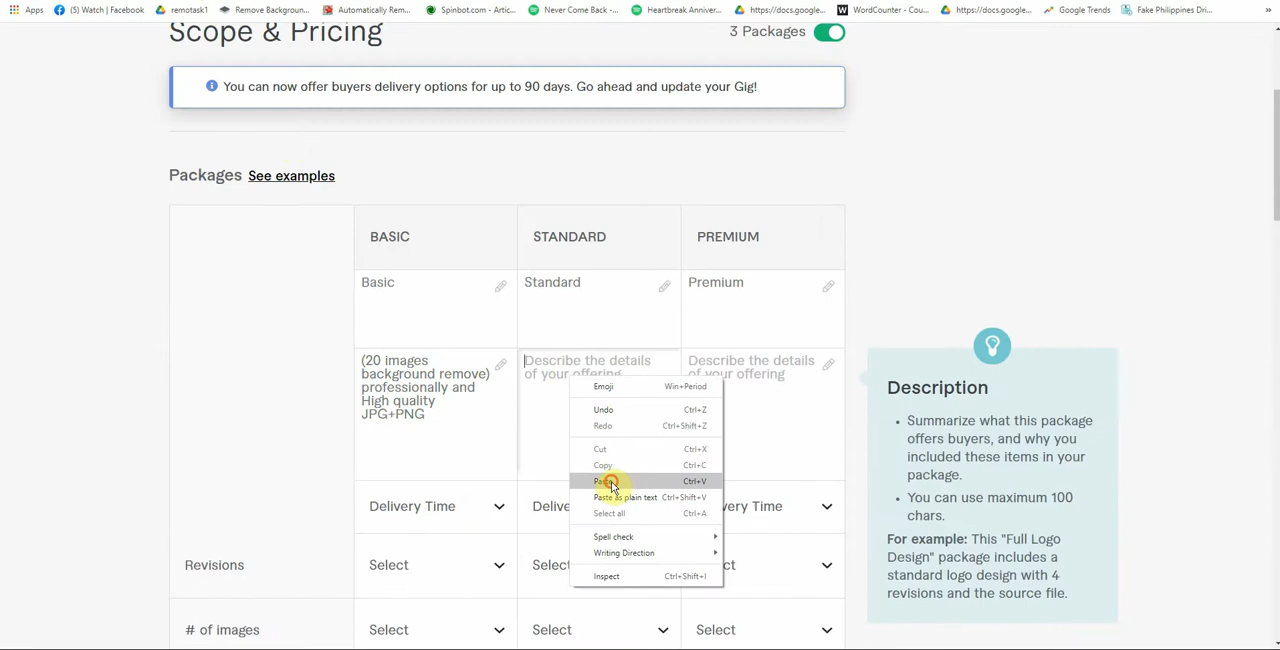 Apps (5) Watch | Facebook remotask1 Remove Backgroun... Automatically Rem... Spinbot.com - Artic... Never Come Back -... Heartbreak Anniver... https://docs.google... WordCounter - Cou... https://docs.google... Google Trends Fake Philippines Dri... »
Scope & Pricing 3 Packages
You can now offer buyers delivery options for up to 90 days. Go ahead and update your Gig!
Packages See examples
BASIC STANDARD PREMIUM
Basic Standard Premium
(20 images
background remove)
professionally and
High quality
JPG+PNG
Describe the details
of your offering
Describe the details
of your offering
Emoji Win+Period
Undo Ctrl+Z
Redo Ctrl+Shift+Z
Cut Ctrl+X
Copy Ctrl+C
Paste Ctrl+V
Paste as plain text Ctrl+Shift+V
Select all Ctrl+A
Spell check
Writing Direction
Inspect Ctrl+Shift+I
Description
• Summarize what this package
offers buyers, and why you
included these items in your
package.
• You can use maximum 100
chars.
For example: This "Full Logo
Design" package includes a
standard logo design with 4
revisions and the source file.
Delivery Time Delive very Time
Revisions Select Select ct
# of images Select Select Select